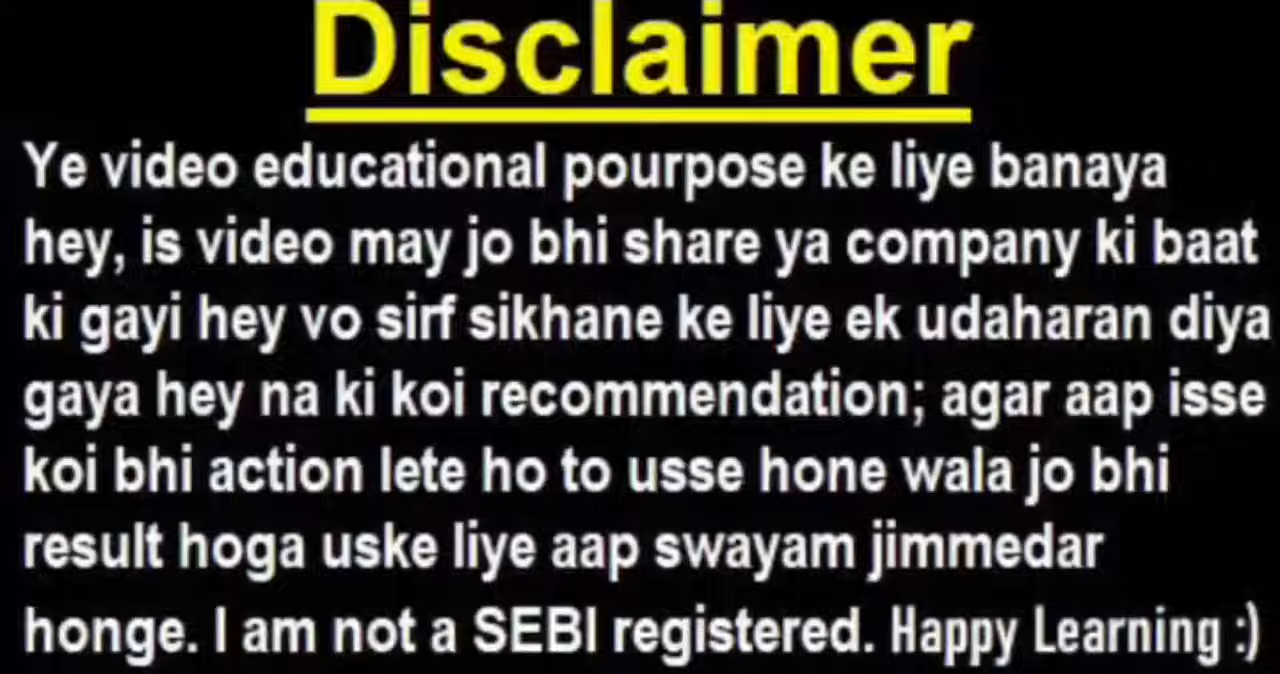 Disclaimer
Ye video educational pourpose ke liye banaya
hey, is video may jo bhi share ya company ki baat
ki gayi hey vo sirf sikhane ke liye ek udaharan diya
gaya hey na ki koi recommendation; agar aap isse
koi bhi action lete ho to usse hone wala jo bhi
result hoga uske liye aap swayam jimmedar
honge. I am not a SEBI registered. Happy Learning :)